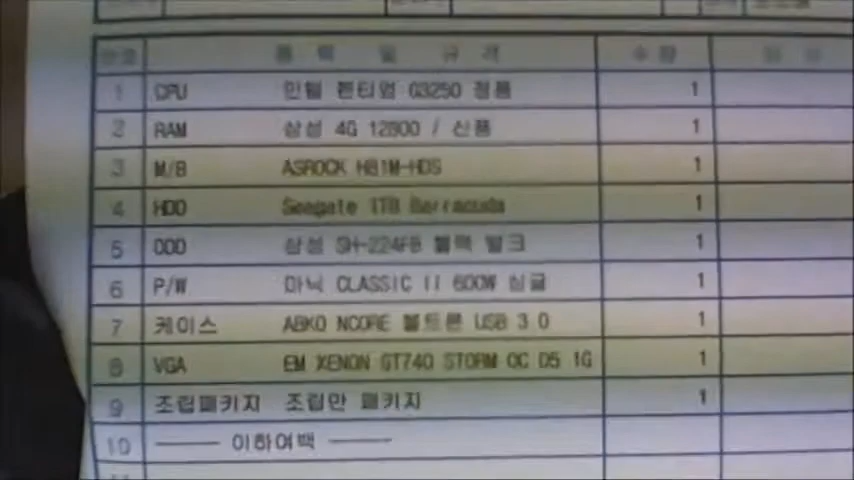 번호 품 목 및 규 격 수 량
1 CPU 인텔 펜티엄 G3250 정품 1
2 RAM 삼성 4G 12800 / 신품 1
3 M/B ASROCK H81M-HDS 1
4 HDD Seagate 1TB Barracuda 1
5 ODD 삼성 SH-224FB 블랙 벌크 1
6 P/W 마닉 CLASSIC II 600W 싱글 1
7 케이스 ABKO NCORE 볼트론 USB 3.0 1
8 VGA EM XENON GT740 STORM OC D5 1G 1
9 조립패키지 조립만 패키지 1
10 ─── 이하여백 ───